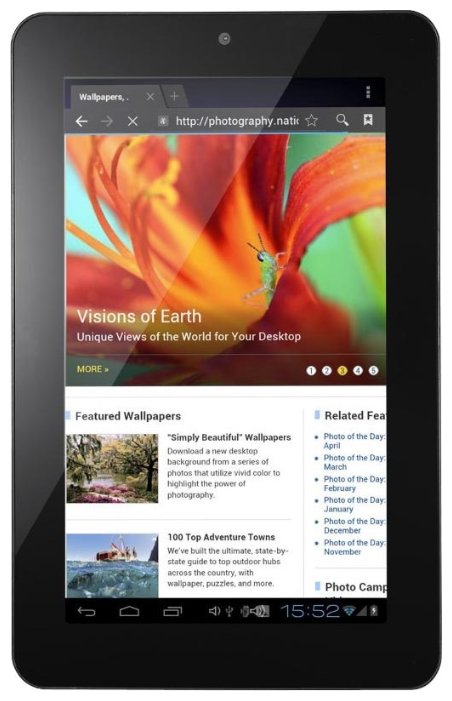 Wallpapers, .
http://photography.natic
Visions of Earth
Unique Views of the World for Your Desktop
MORE »
1 2 3 4 5
Featured Wallpapers
"Simply Beautiful" Wallpapers
Download a new desktop
background from a series of
photos that utilize vivid color to
highlight the power of
photography.
100 Top Adventure Towns
We've built the ultimate, state-by-
state guide to top outdoor hubs
across the country, with
wallpaper, puzzles, and more.
Related Fea
Photo of the Day:
April
Photo of the Day:
March
Photo of the Day:
February
Photo of the Day:
January
Photo of the Day:
December
Photo of the Day:
November
Photo Camp
15:52